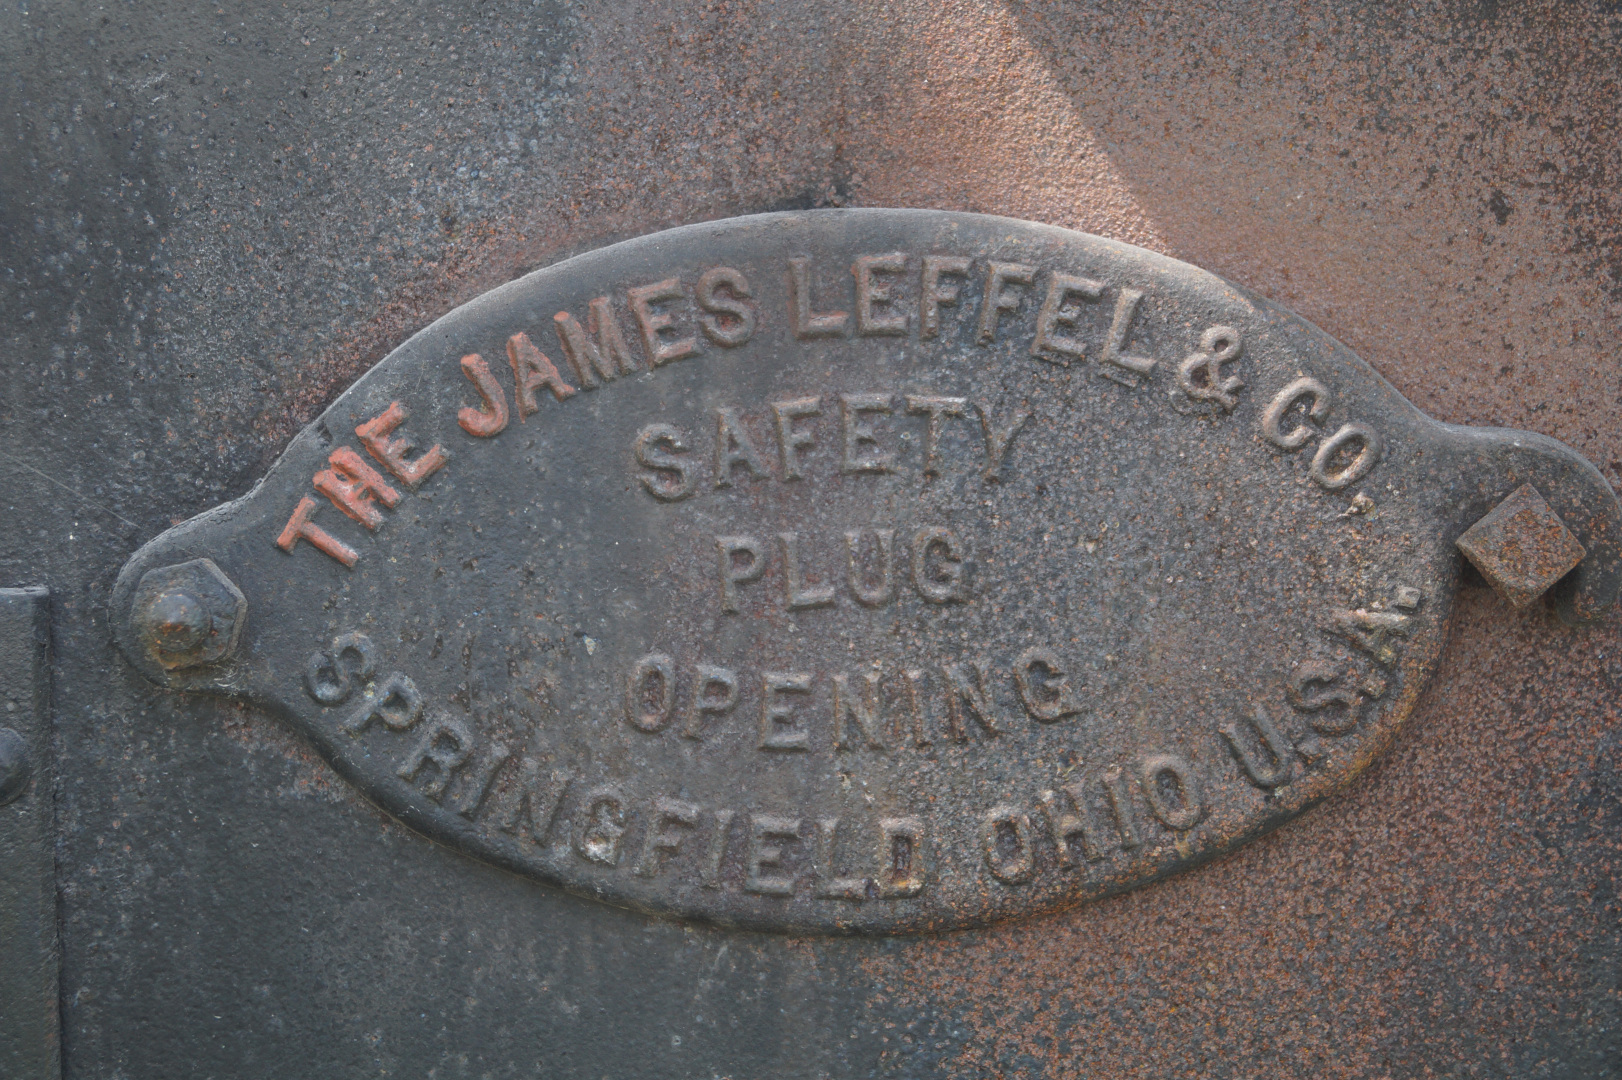 THE JAMES LEFFEL & CO,
SAFETY
PLUG
OPENING
SPRINGFIELD OHIO U.S.A.